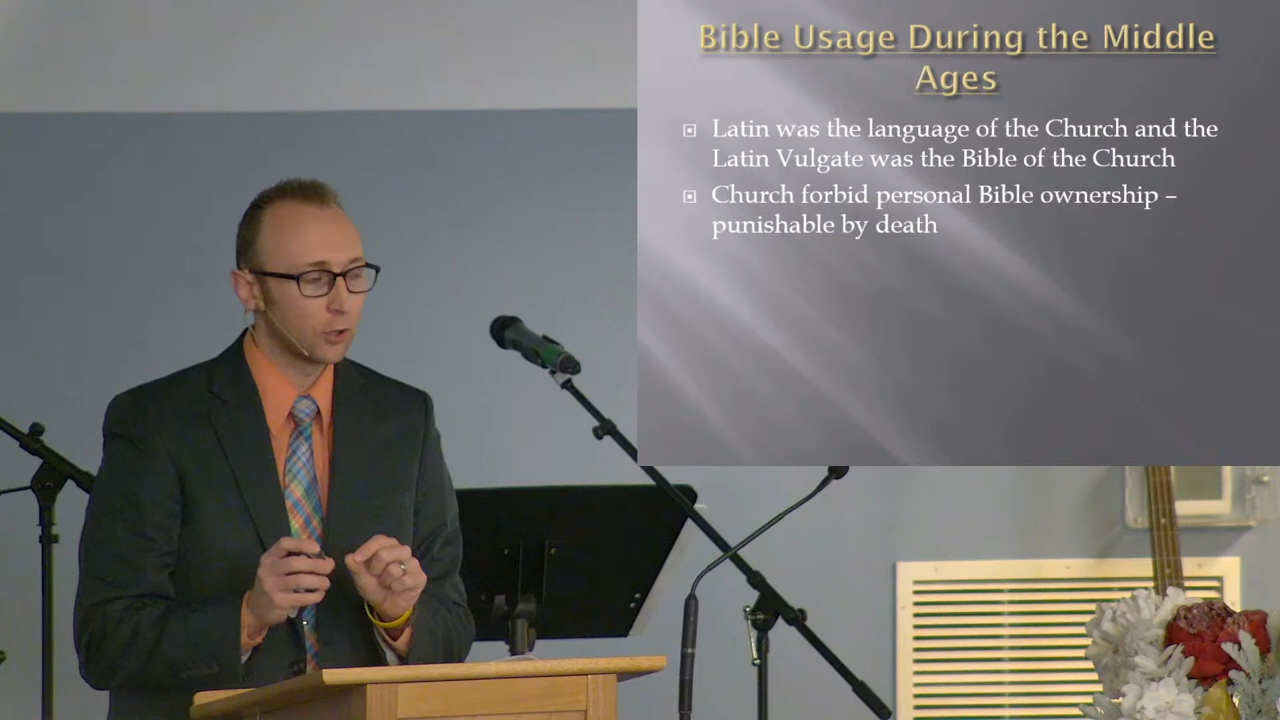 Bible Usage During the Middle
Ages
Latin was the language of the Church and the
Latin Vulgate was the Bible of the Church
Church forbid personal Bible ownership –
punishable by death